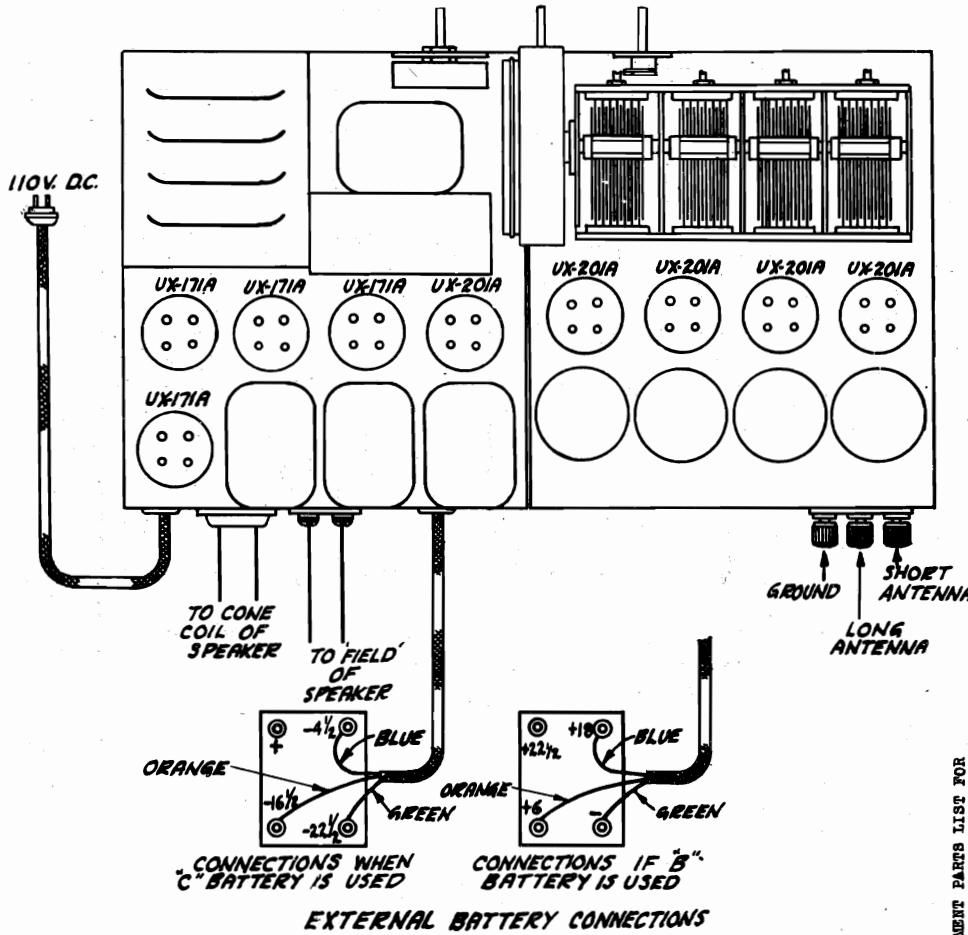 110V. D.C.
UX-171A UX-171A UX-171A UX-201A
UX-201A UX-201A UX-201A UX-201A
UX-171A
TO CONE
COIL OF
SPEAKER
TO 'FIELD'
OF
SPEAKER
GROUND
SHORT
ANTENNA
LONG
ANTENNA
+
-4½
BLUE
ORANGE
-16½
-22½
GREEN
CONNECTIONS WHEN
"C" BATTERY IS USED
+22½
+18
BLUE
ORANGE
+6
-
GREEN
CONNECTIONS IF "B"
BATTERY IS USED
EXTERNAL BATTERY CONNECTIONS
MENT PARTS LIST FOR